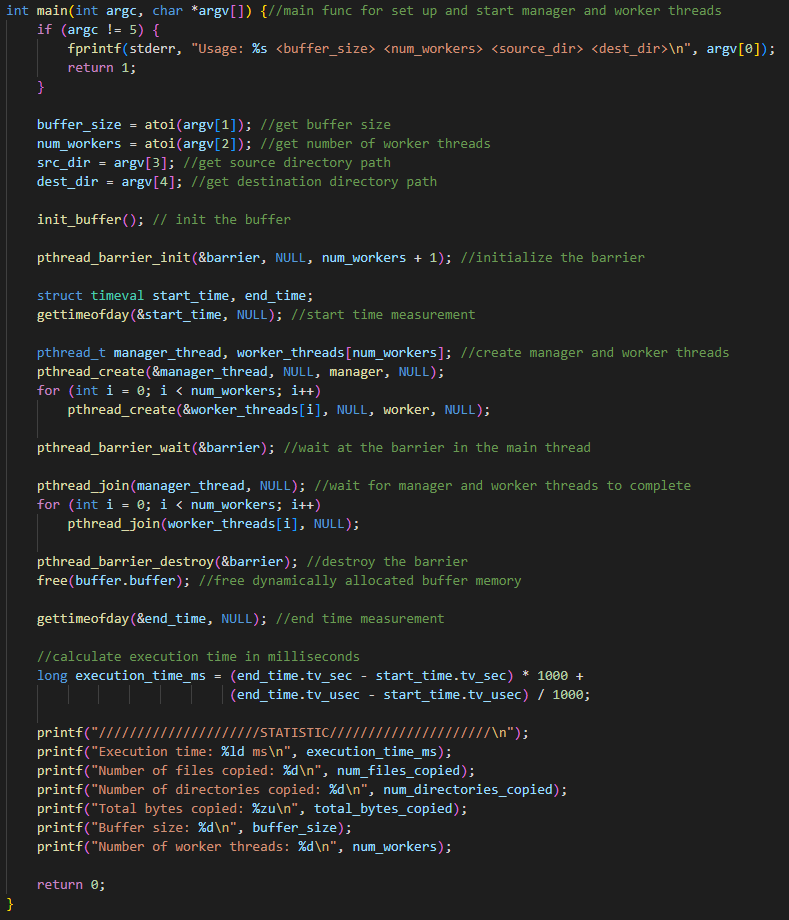 int main(int argc, char *argv[]) {//main func for set up and start manager and worker threads
    if (argc != 5) {
        fprintf(stderr, "Usage: %s <buffer_size> <num_workers> <source_dir> <dest_dir>\n", argv[0]);
        return 1;
    }

    buffer_size = atoi(argv[1]); //get buffer size
    num_workers = atoi(argv[2]); //get number of worker threads
    src_dir = argv[3]; //get source directory path
    dest_dir = argv[4]; //get destination directory path

    init_buffer(); // init the buffer

    pthread_barrier_init(&barrier, NULL, num_workers + 1); //initialize the barrier

    struct timeval start_time, end_time;
    gettimeofday(&start_time, NULL); //start time measurement

    pthread_t manager_thread, worker_threads[num_workers]; //create manager and worker threads
    pthread_create(&manager_thread, NULL, manager, NULL);
    for (int i = 0; i < num_workers; i++)
        pthread_create(&worker_threads[i], NULL, worker, NULL);

    pthread_barrier_wait(&barrier); //wait at the barrier in the main thread

    pthread_join(manager_thread, NULL); //wait for manager and worker threads to complete
    for (int i = 0; i < num_workers; i++)
        pthread_join(worker_threads[i], NULL);

    pthread_barrier_destroy(&barrier); //destroy the barrier
    free(buffer.buffer); //free dynamically allocated buffer memory

    gettimeofday(&end_time, NULL); //end time measurement

    //calculate execution time in milliseconds
    long execution_time_ms = (end_time.tv_sec - start_time.tv_sec) * 1000 +
                             (end_time.tv_usec - start_time.tv_usec) / 1000;

    printf("/////////////////////STATISTIC/////////////////////\n");
    printf("Execution time: %ld ms\n", execution_time_ms);
    printf("Number of files copied: %d\n", num_files_copied);
    printf("Number of directories copied: %d\n", num_directories_copied);
    printf("Total bytes copied: %zu\n", total_bytes_copied);
    printf("Buffer size: %d\n", buffer_size);
    printf("Number of worker threads: %d\n", num_workers);

    return 0;
}